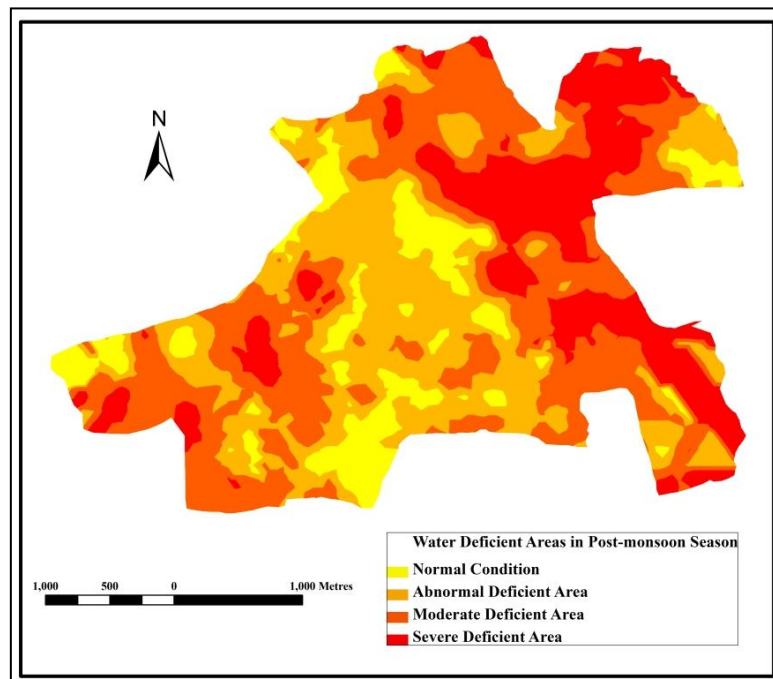 N
Water Deficient Areas in Post-monsoon Season
Normal Condition
Abnormal Deficient Area
Moderate Deficient Area
Severe Deficient Area
1,000 500 0 1,000 Metres